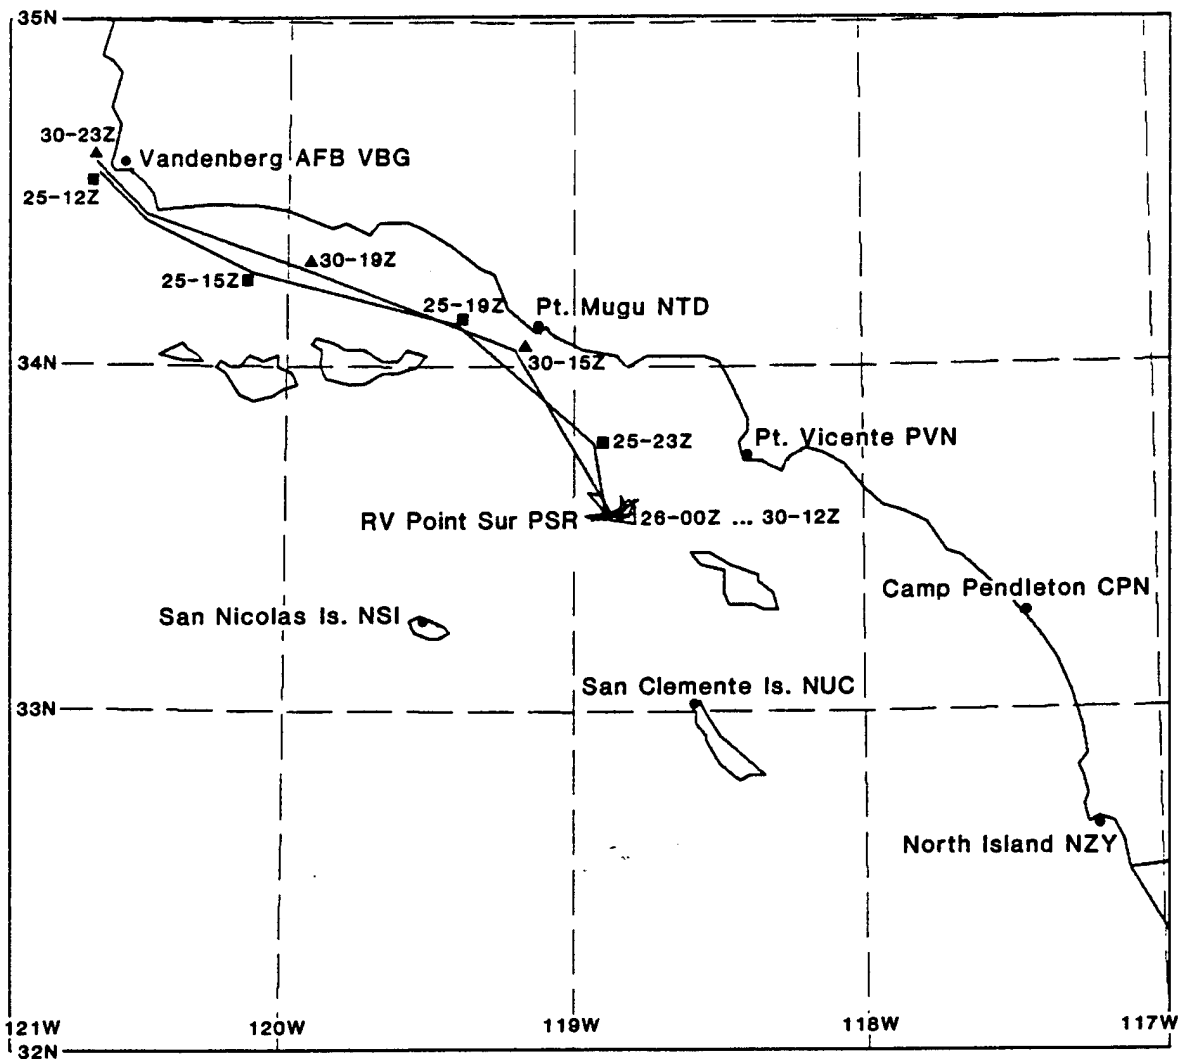 35N
30-23Z
Vandenberg AFB VBG
25-12Z
30-19Z
25-15Z
25-19Z
Pt. Mugu NTD
34N
30-15Z
25-23Z
Pt. Vicente PVN
RV Point Sur PSR
26-00Z ... 30-12Z
Camp Pendleton CPN
San Nicolas Is. NSI
San Clemente Is. NUC
33N
North Island NZY
121W
120W
119W
118W
117W
32N